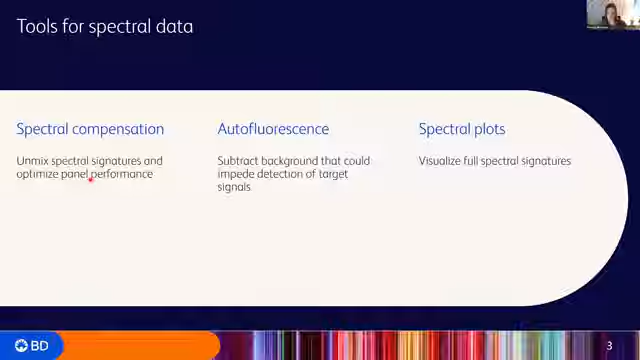 Tools for spectral data
Spectral compensation
Unmix spectral signatures and
optimize panel performance
Autofluorescence
Subtract background that could
impede detection of target
signals
Spectral plots
Visualize full spectral signatures
BD
3